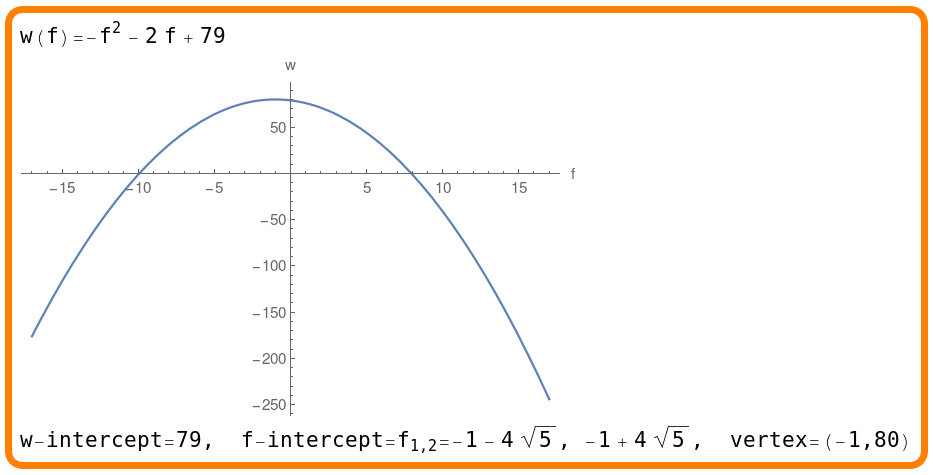 w(f)=-f² - 2 f + 79
w
50
-15 -10 -5 5 10 15 f
-50
-100
-150
-200
-250
w-intercept=79, f-intercept=f₁,₂=-1 - 4 √5, -1 + 4 √5, vertex=(-1,80)